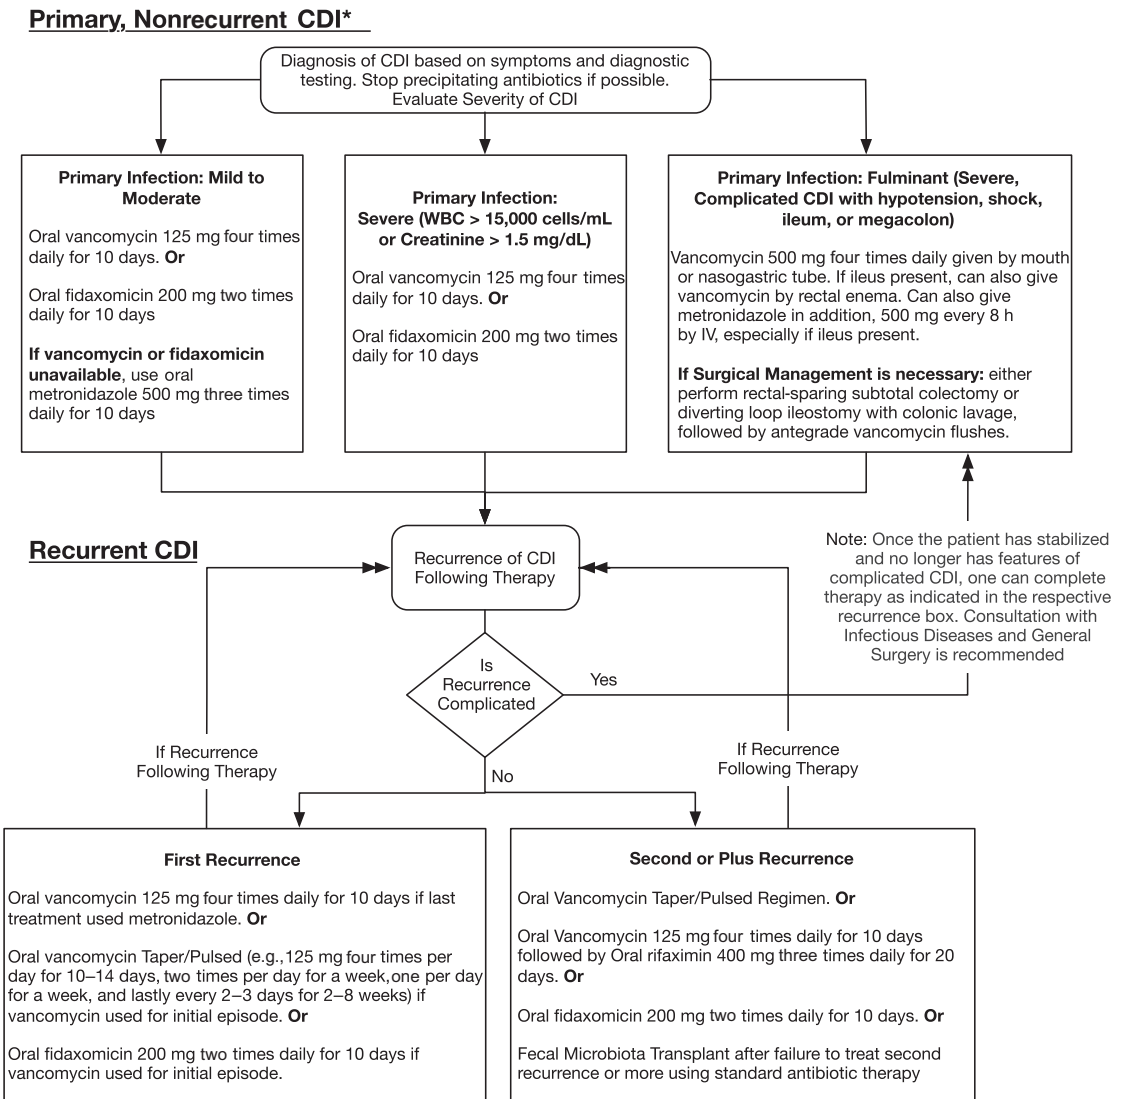 Primary, Nonrecurrent CDI*
Diagnosis of CDI based on symptoms and diagnostic
testing. Stop precipitating antibiotics if possible.
Evaluate Severity of CDI
Primary Infection: Mild to
Moderate
Oral vancomycin 125 mg four times
daily for 10 days. Or
Oral fidaxomicin 200 mg two times
daily for 10 days
If vancomycin or fidaxomicin
unavailable, use oral
metronidazole 500 mg three times
daily for 10 days
Primary Infection:
Severe (WBC > 15,000 cells/mL
or Creatinine > 1.5 mg/dL)
Oral vancomycin 125 mg four times
daily for 10 days. Or
Oral fidaxomicin 200 mg two times
daily for 10 days
Primary Infection: Fulminant (Severe,
Complicated CDI with hypotension, shock,
ileum, or megacolon)
Vancomycin 500 mg four times daily given by mouth
or nasogastric tube. If ileus present, can also give
vancomycin by rectal enema. Can also give
metronidazole in addition, 500 mg every 8 h
by IV, especially if ileus present.
If Surgical Management is necessary: either
perform rectal-sparing subtotal colectomy or
diverting loop ileostomy with colonic lavage,
followed by antegrade vancomycin flushes.
Recurrent CDI
Recurrence of CDI
Following Therapy
Note: Once the patient has stabilized
and no longer has features of
complicated CDI, one can complete
therapy as indicated in the respective
recurrence box. Consultation with
Infectious Diseases and General
Surgery is recommended
Is
Recurrence
Complicated
Yes
No
If Recurrence
Following Therapy
If Recurrence
Following Therapy
First Recurrence
Oral vancomycin 125 mg four times daily for 10 days if last
treatment used metronidazole. Or
Oral vancomycin Taper/Pulsed (e.g., 125 mg four times per
day for 10–14 days, two times per day for a week, one per day
for a week, and lastly every 2–3 days for 2–8 weeks) if
vancomycin used for initial episode. Or
Oral fidaxomicin 200 mg two times daily for 10 days if
vancomycin used for initial episode.
Second or Plus Recurrence
Oral Vancomycin Taper/Pulsed Regimen. Or
Oral Vancomycin 125 mg four times daily for 10 days
followed by Oral rifaximin 400 mg three times daily for 20
days. Or
Oral fidaxomicin 200 mg two times daily for 10 days. Or
Fecal Microbiota Transplant after failure to treat second
recurrence or more using standard antibiotic therapy